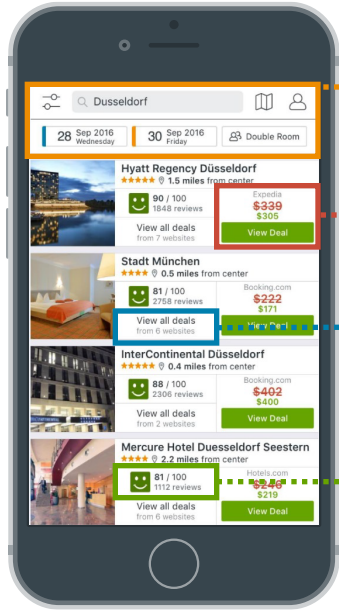 Dusseldorf
28 Sep 2016
Wednesday
30 Sep 2016
Friday
Double Room
Hyatt Regency Düsseldorf
1.5 miles from center
90 / 100
1848 reviews
View all deals
from 7 websites
Expedia
$339
$305
View Deal
Stadt München
0.5 miles from center
81 / 100
2758 reviews
View all deals
from 6 websites
Booking.com
$222
$171
View Deal
InterContinental Düsseldorf
0.4 miles from center
88 / 100
2306 reviews
View all deals
from 2 websites
Booking.com
$402
$400
View Deal
Mercure Hotel Duesseldorf Seestern
2.2 miles from center
81 / 100
1112 reviews
View all deals
from 6 websites
Hotels.com
$246
$219
View Deal